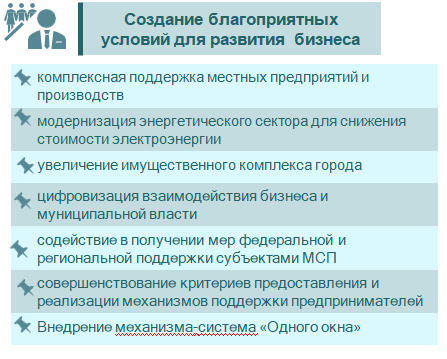 Создание благоприятных
условий для развития бизнеса
комплексная поддержка местных предприятий и
производств
модернизация энергетического сектора для снижения
стоимости электроэнергии
увеличение имущественного комплекса города
цифровизация взаимодействия бизнеса и
муниципальной власти
содействие в получении мер федеральной и
региональной поддержки субъектами МСП
совершенствование критериев предоставления и
реализации механизмов поддержки предпринимателей
Внедрение механизма-система «Одного окна»